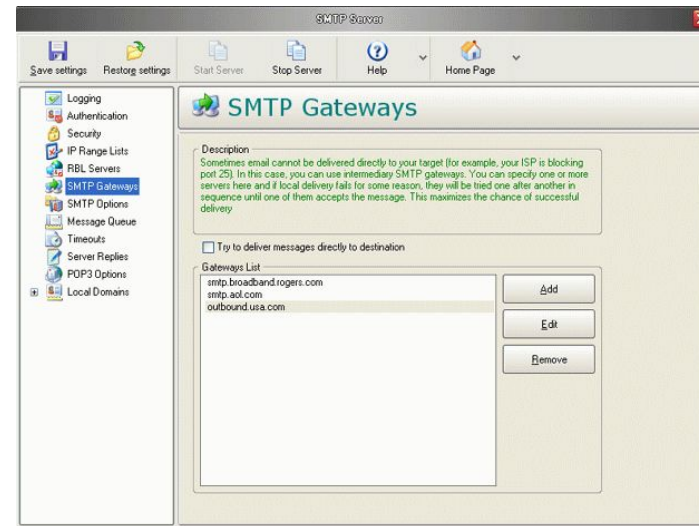 SMTP Server
Save settings
Restore settings
Start Server
Stop Server
Help
Home Page
Logging
Authentication
Security
IP Range Lists
RBL Servers
SMTP Gateways
SMTP Options
Message Queue
Timeouts
Server Replies
POP3 Options
Local Domains
SMTP Gateways
Description
Sometimes email cannot be delivered directly to your target (for example, your ISP is blocking
port 25). In this case, you can use intermediary SMTP gateways. You can specify one or more
servers here and if local delivery fails for some reason, they will be tried one after another in
sequence until one of them accepts the message. This maximizes the chance of successful
delivery
Try to deliver messages directly to destination
Gateways List
smtp.broadband.rogers.com
smtp.aol.com
outbound.usa.com
Add
Edit
Remove